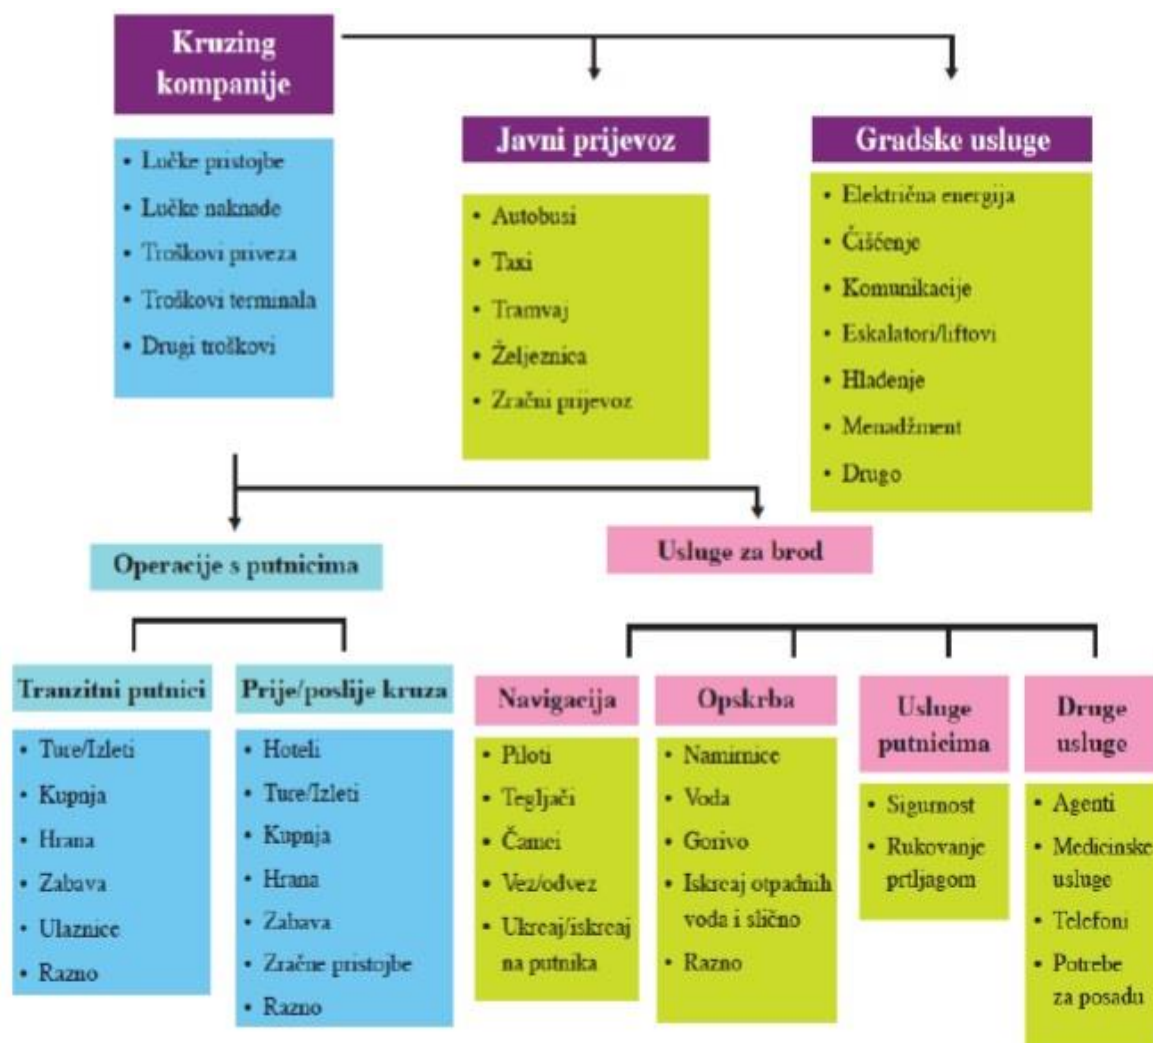 Kruzing
kompanije
• Lučke pristojbe
• Lučke naknade
• Troškovi priveza
• Troškovi terminala
• Drugi troškovi
Javni prijevoz
• Autobusi
• Taxi
• Tramvaj
• Željeznica
• Zračni prijevoz
Gradske usluge
• Električna energija
• Čišćenje
• Komunikacije
• Eskalatori/liftovi
• Hlađenje
• Menadžment
• Drugo
Operacije s putnicima
Usluge za brod
Tranzitni putnici
• Ture/Izleti
• Kupnja
• Hrana
• Zabava
• Ulaznice
• Razno
Prije/poslije kruza
• Hoteli
• Ture/Izleti
• Kupnja
• Hrana
• Zabava
• Zračne pristojbe
• Razno
Navigacija
• Piloti
• Tegljači
• Čamci
• Vez/odvez
• Ukrcaj/iskrcaj
na putnika
Opskrba
• Namirnice
• Voda
• Gorivo
• Iskrcaj otpadnih
voda i slično
• Razno
Usluge
putnicima
• Sigurnost
• Rukovanje
prtljagom
Druge
usluge
• Agenti
• Medicinske
usluge
• Telefoni
• Potrebe
za posadu